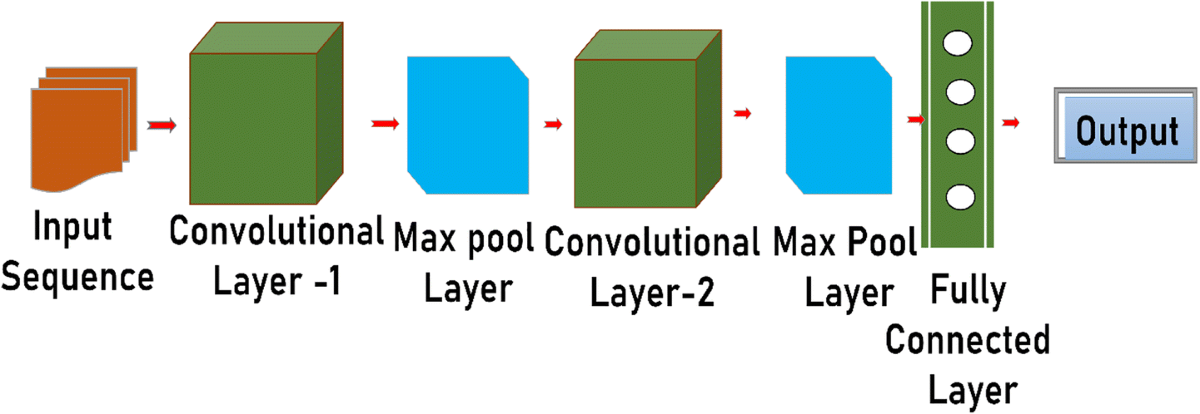 Input
Sequence
Convolutional
Layer -1
Max pool
Layer
Convolutional
Layer-2
Max Pool
Layer
Fully
Connected
Layer
Output